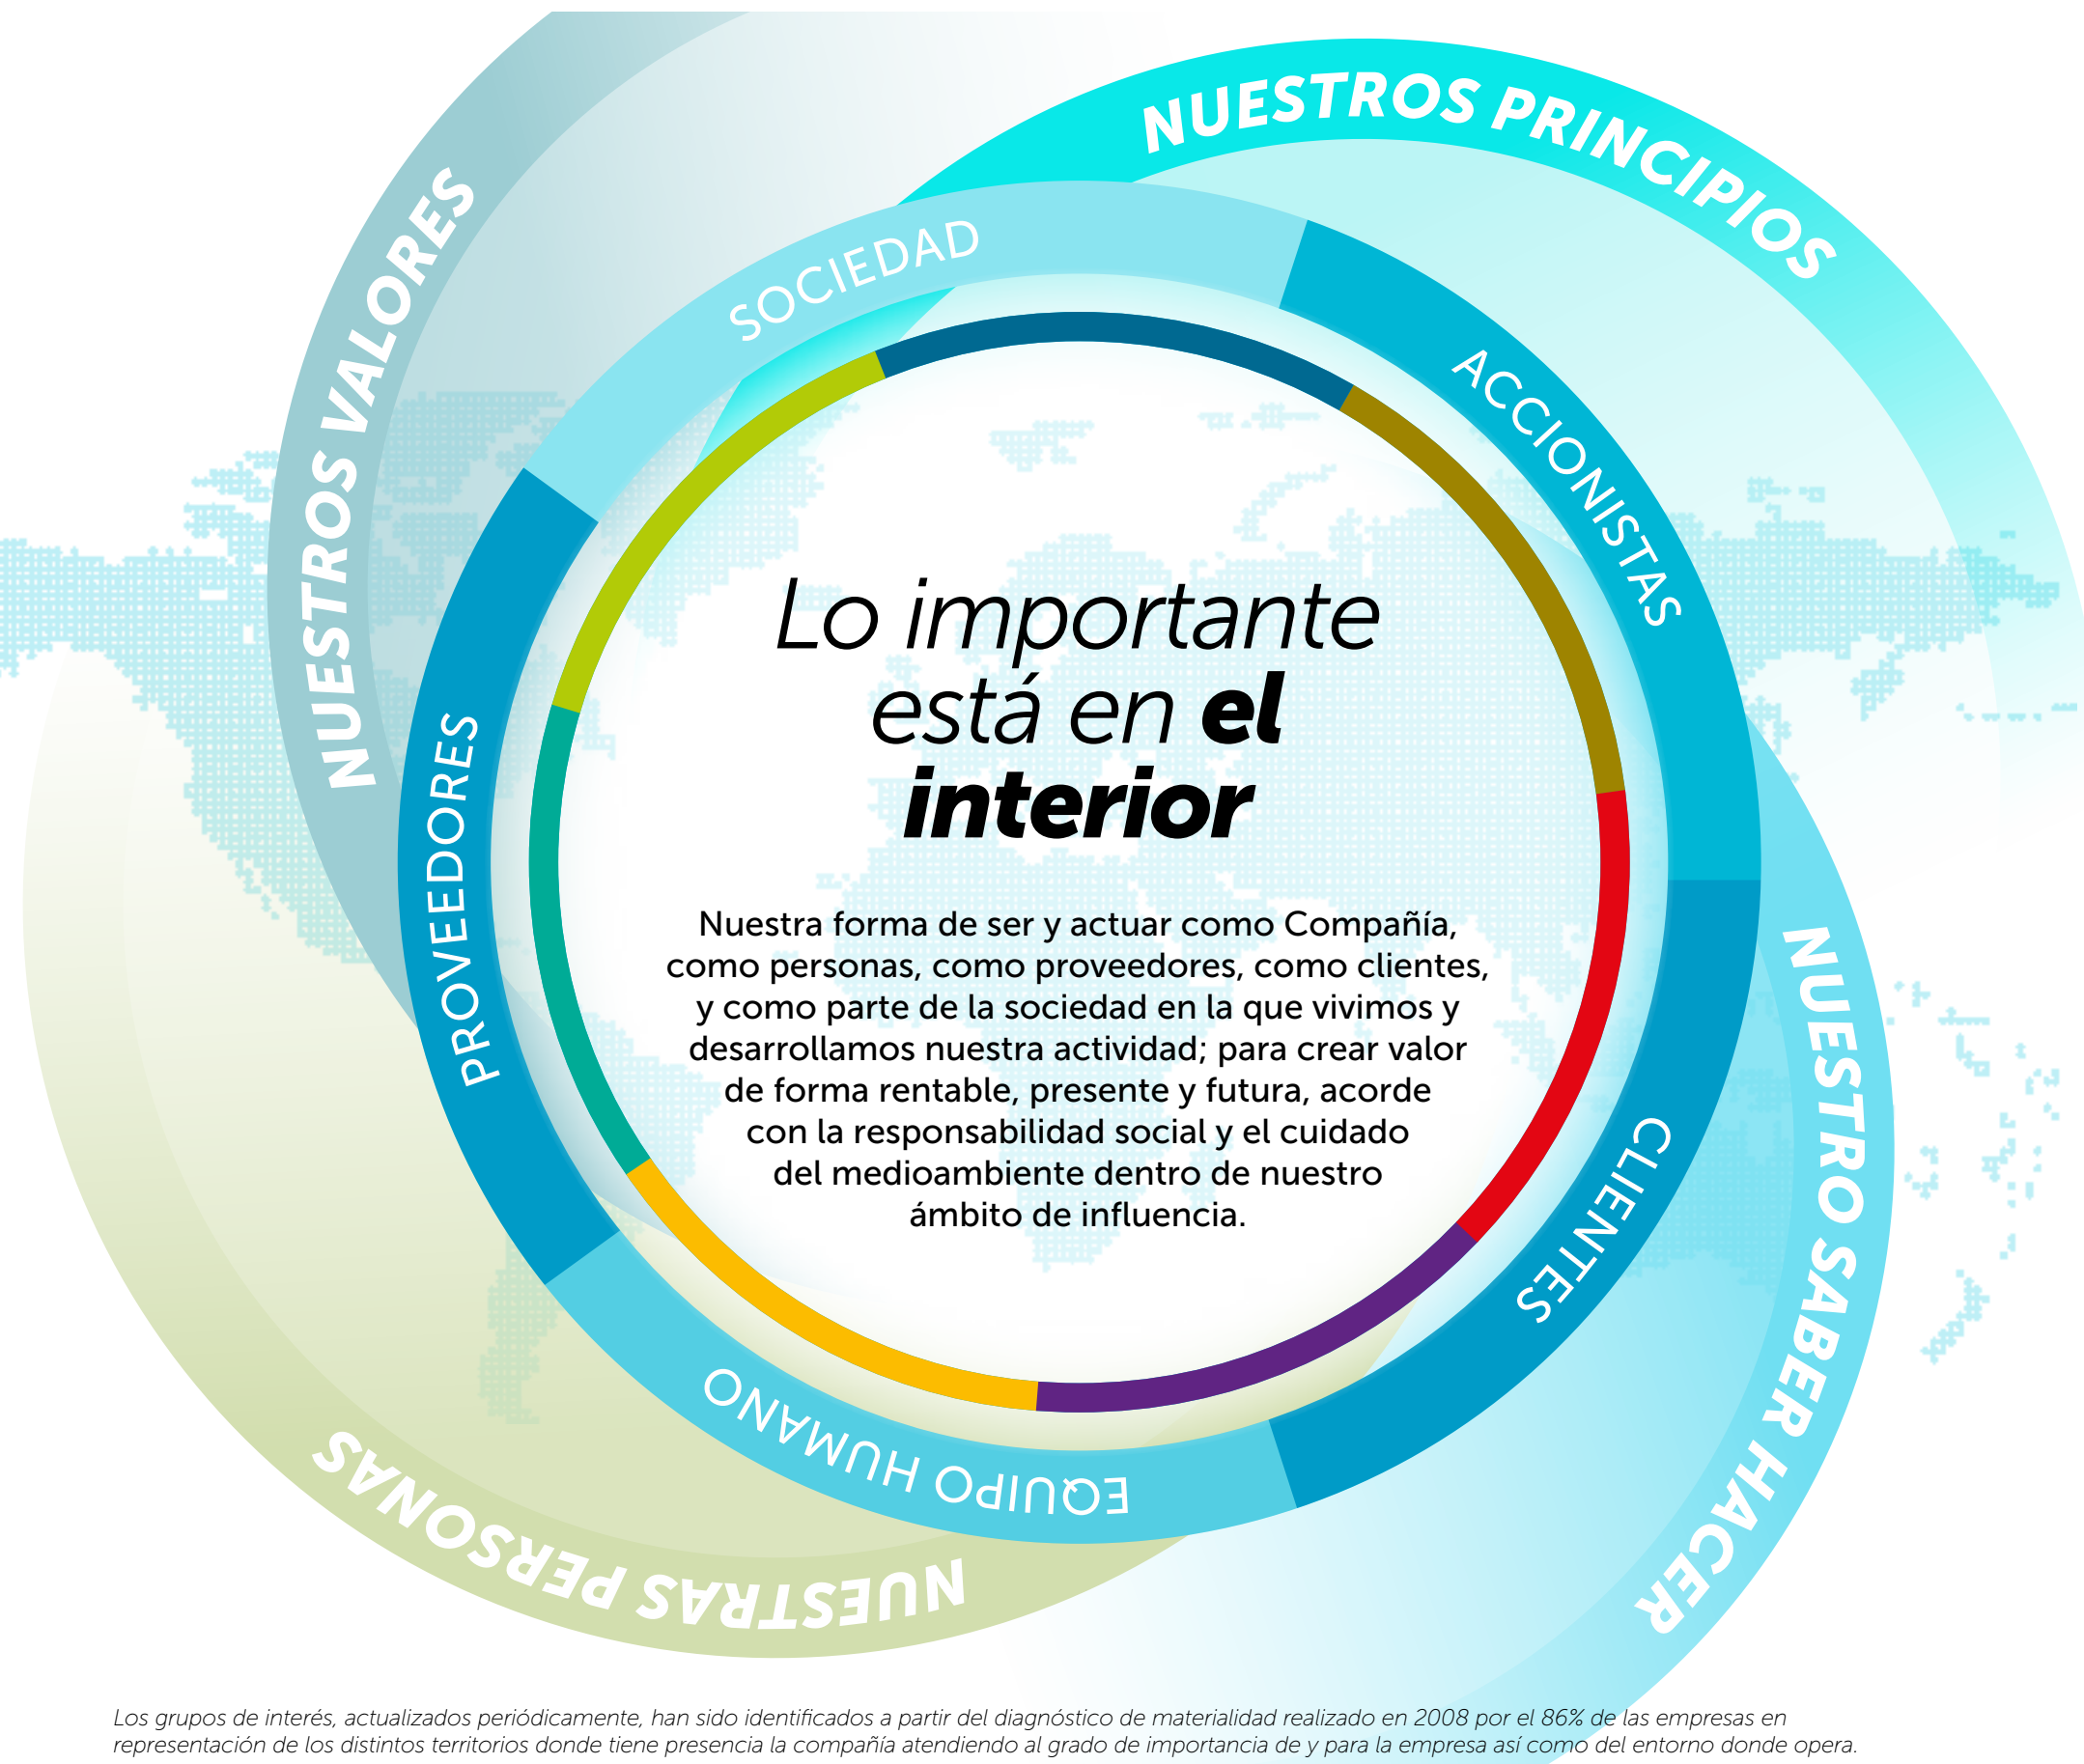 NUESTROS PRINCIPIOS
NUESTROS VALORES
SOCIEDAD
ACCIONISTAS
Lo importante
está en el
interior
PROVEEDORES
Nuestra forma de ser y actuar como Compañía,
como personas, como proveedores, como clientes,
y como parte de la sociedad en la que vivimos y
desarrollamos nuestra actividad; para crear valor
de forma rentable, presente y futura, acorde
con la responsabilidad social y el cuidado
del medioambiente dentro de nuestro
ámbito de influencia.
NUESTRO SABER HACER
CLIENTES
EQUIPO HUMANO
NUESTRAS PERSONAS
Los grupos de interés, actualizados periódicamente, han sido identificados a partir del diagnóstico de materialidad realizado en 2008 por el 86% de las empresas en
representación de los distintos territorios donde tiene presencia la compañía atendiendo al grado de importancia de y para la empresa así como del entorno donde opera.